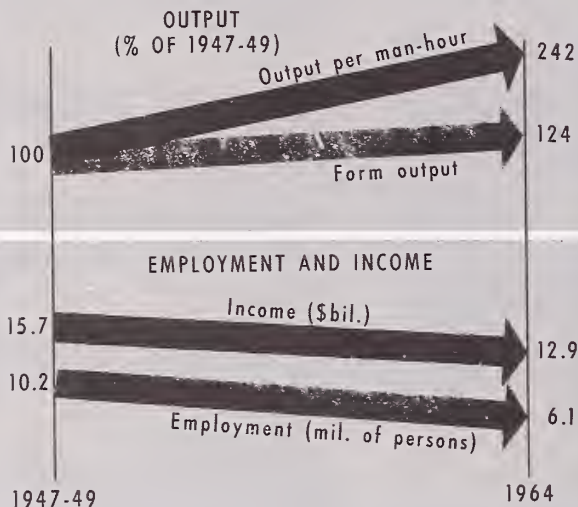 OUTPUT
(% OF 1947-49)
Output per man-hour
242
100
124
Form output
EMPLOYMENT AND INCOME
Income ($bil.)
15.7
12.9
10.2
6.1
Employment (mil. of persons)
1947-49
1964